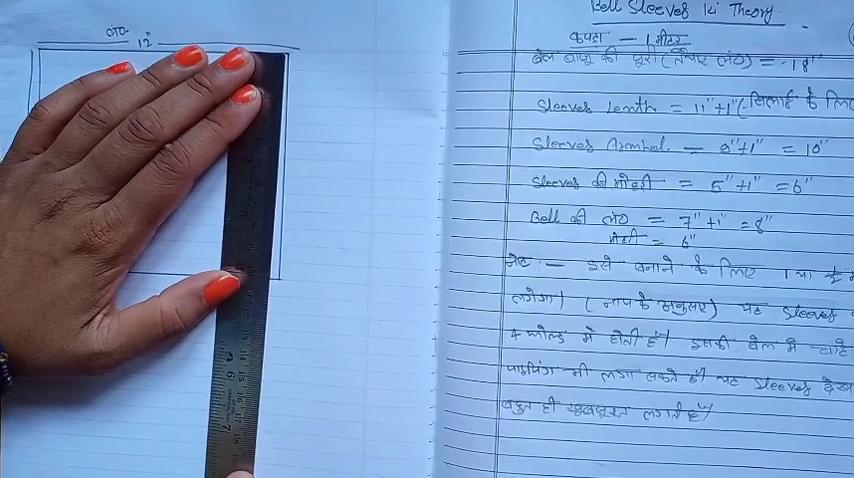 लं०
12"
Bell Sleeves की Theory.
कपड़ा — 1 मीटर
बेल बाजू की पूरी (तैयार लं०) = 18"
Sleeves Lenth = 11"+1" (सिलाई के लि
Sleeves Armhol. — 9"+1" = 10"
Sleeves की मोहरी = 5"+1" = 6"
Bell की लं० = 7"+1" = 8"
मोहरी = 6"
नोट :— इसे बनाने के लिए 1 या
लगेगा। (नाप के अनुसार) यह Sleeves
4 फोल्ड में होती है। इसकी बेल में चाहे
पाइपिंग भी लगा सकते हैं। यह Sleeves देख
बहुत ही खूबसूरत लगती है।